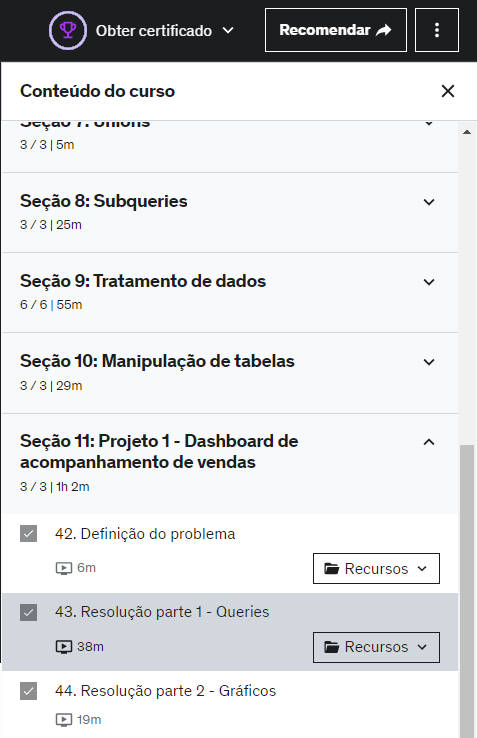 Obter certificado
Recomendar
Conteúdo do curso
Seção 7: Unions
3 / 3 | 5m
Seção 8: Subqueries
3 / 3 | 25m
Seção 9: Tratamento de dados
6 / 6 | 55m
Seção 10: Manipulação de tabelas
3 / 3 | 29m
Seção 11: Projeto 1 - Dashboard de
acompanhamento de vendas
3 / 3 | 1h 2m
42. Definição do problema
6m
Recursos
43. Resolução parte 1 - Queries
38m
Recursos
44. Resolução parte 2 - Gráficos
19m